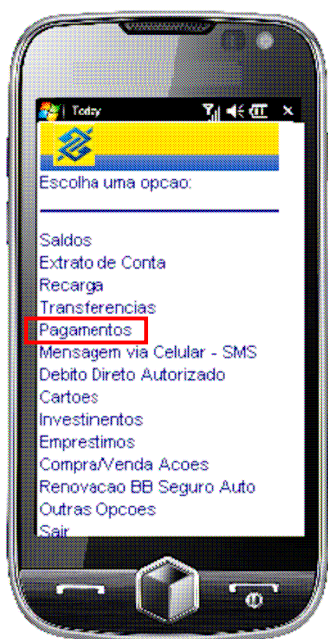 Today
Escolha uma opcao:
Saldos
Extrato de Conta
Recarga
Transferencias
Pagamentos
Mensagem via Celular - SMS
Debito Direto Autorizado
Cartoes
Investinentos
Emprestimos
Compra/Venda Acoes
Renovacao BB Seguro Auto
Outras Opcoes
Sair